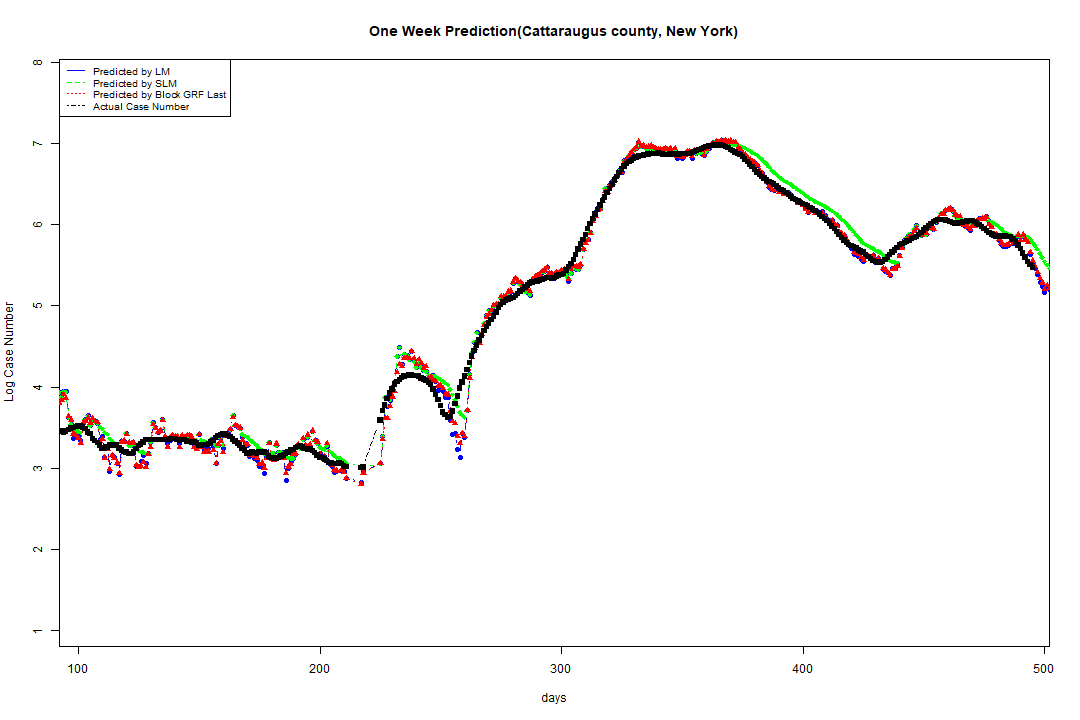 One Week Prediction(Cattaraugus county, New York)
Predicted by LM
Predicted by SLM
Predicted by Block GRF Last
Actual Case Number
8
7
6
5
4
3
2
1
Log Case Number
100 200 300 400 500
days